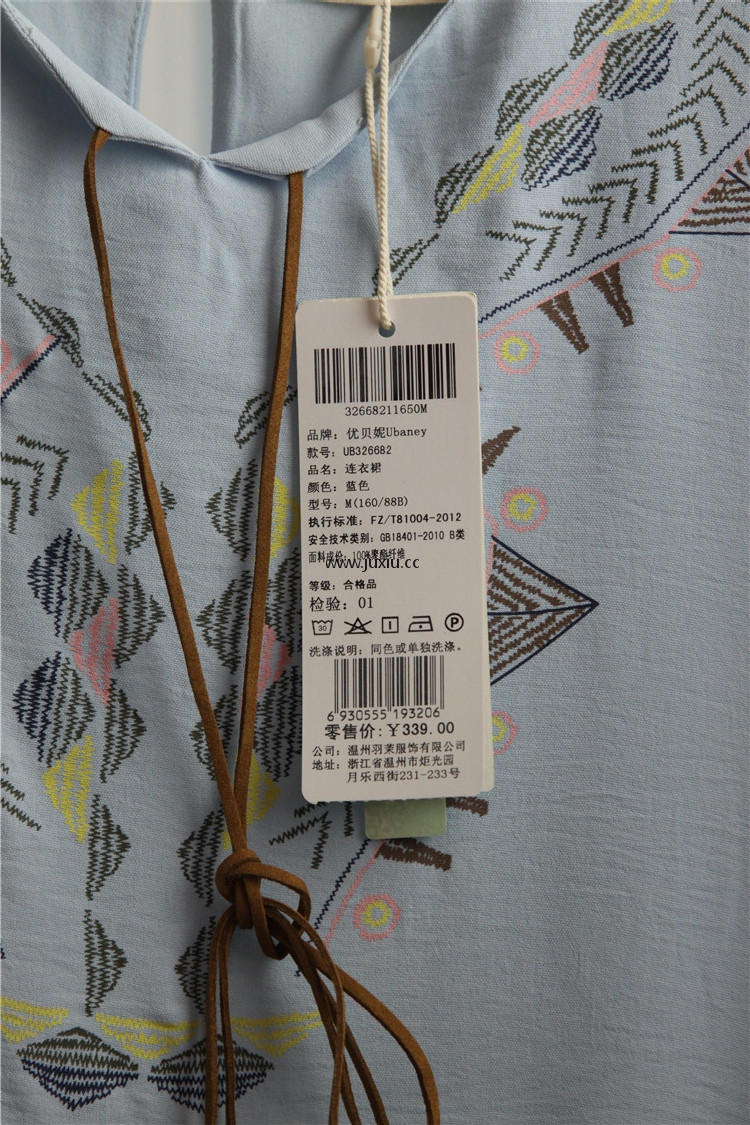 32668211650M
品牌：优贝妮Ubaney
款号：UB326682
品名：连衣裙
颜色：蓝色
型号：M(160/88B)
执行标准：FZ/T81004-2012
安全技术类别：GB18401-2010 B类
面料成份：100%聚酯纤维
www.juxiu.cc
等级：合格品
检验：01
30
洗涤说明：同色或单独洗涤。
6 930555 193206
零售价:￥339.00
公司：温州羽茉服饰有限公司
地址：浙江省温州市炬光园
月乐西街231-233号